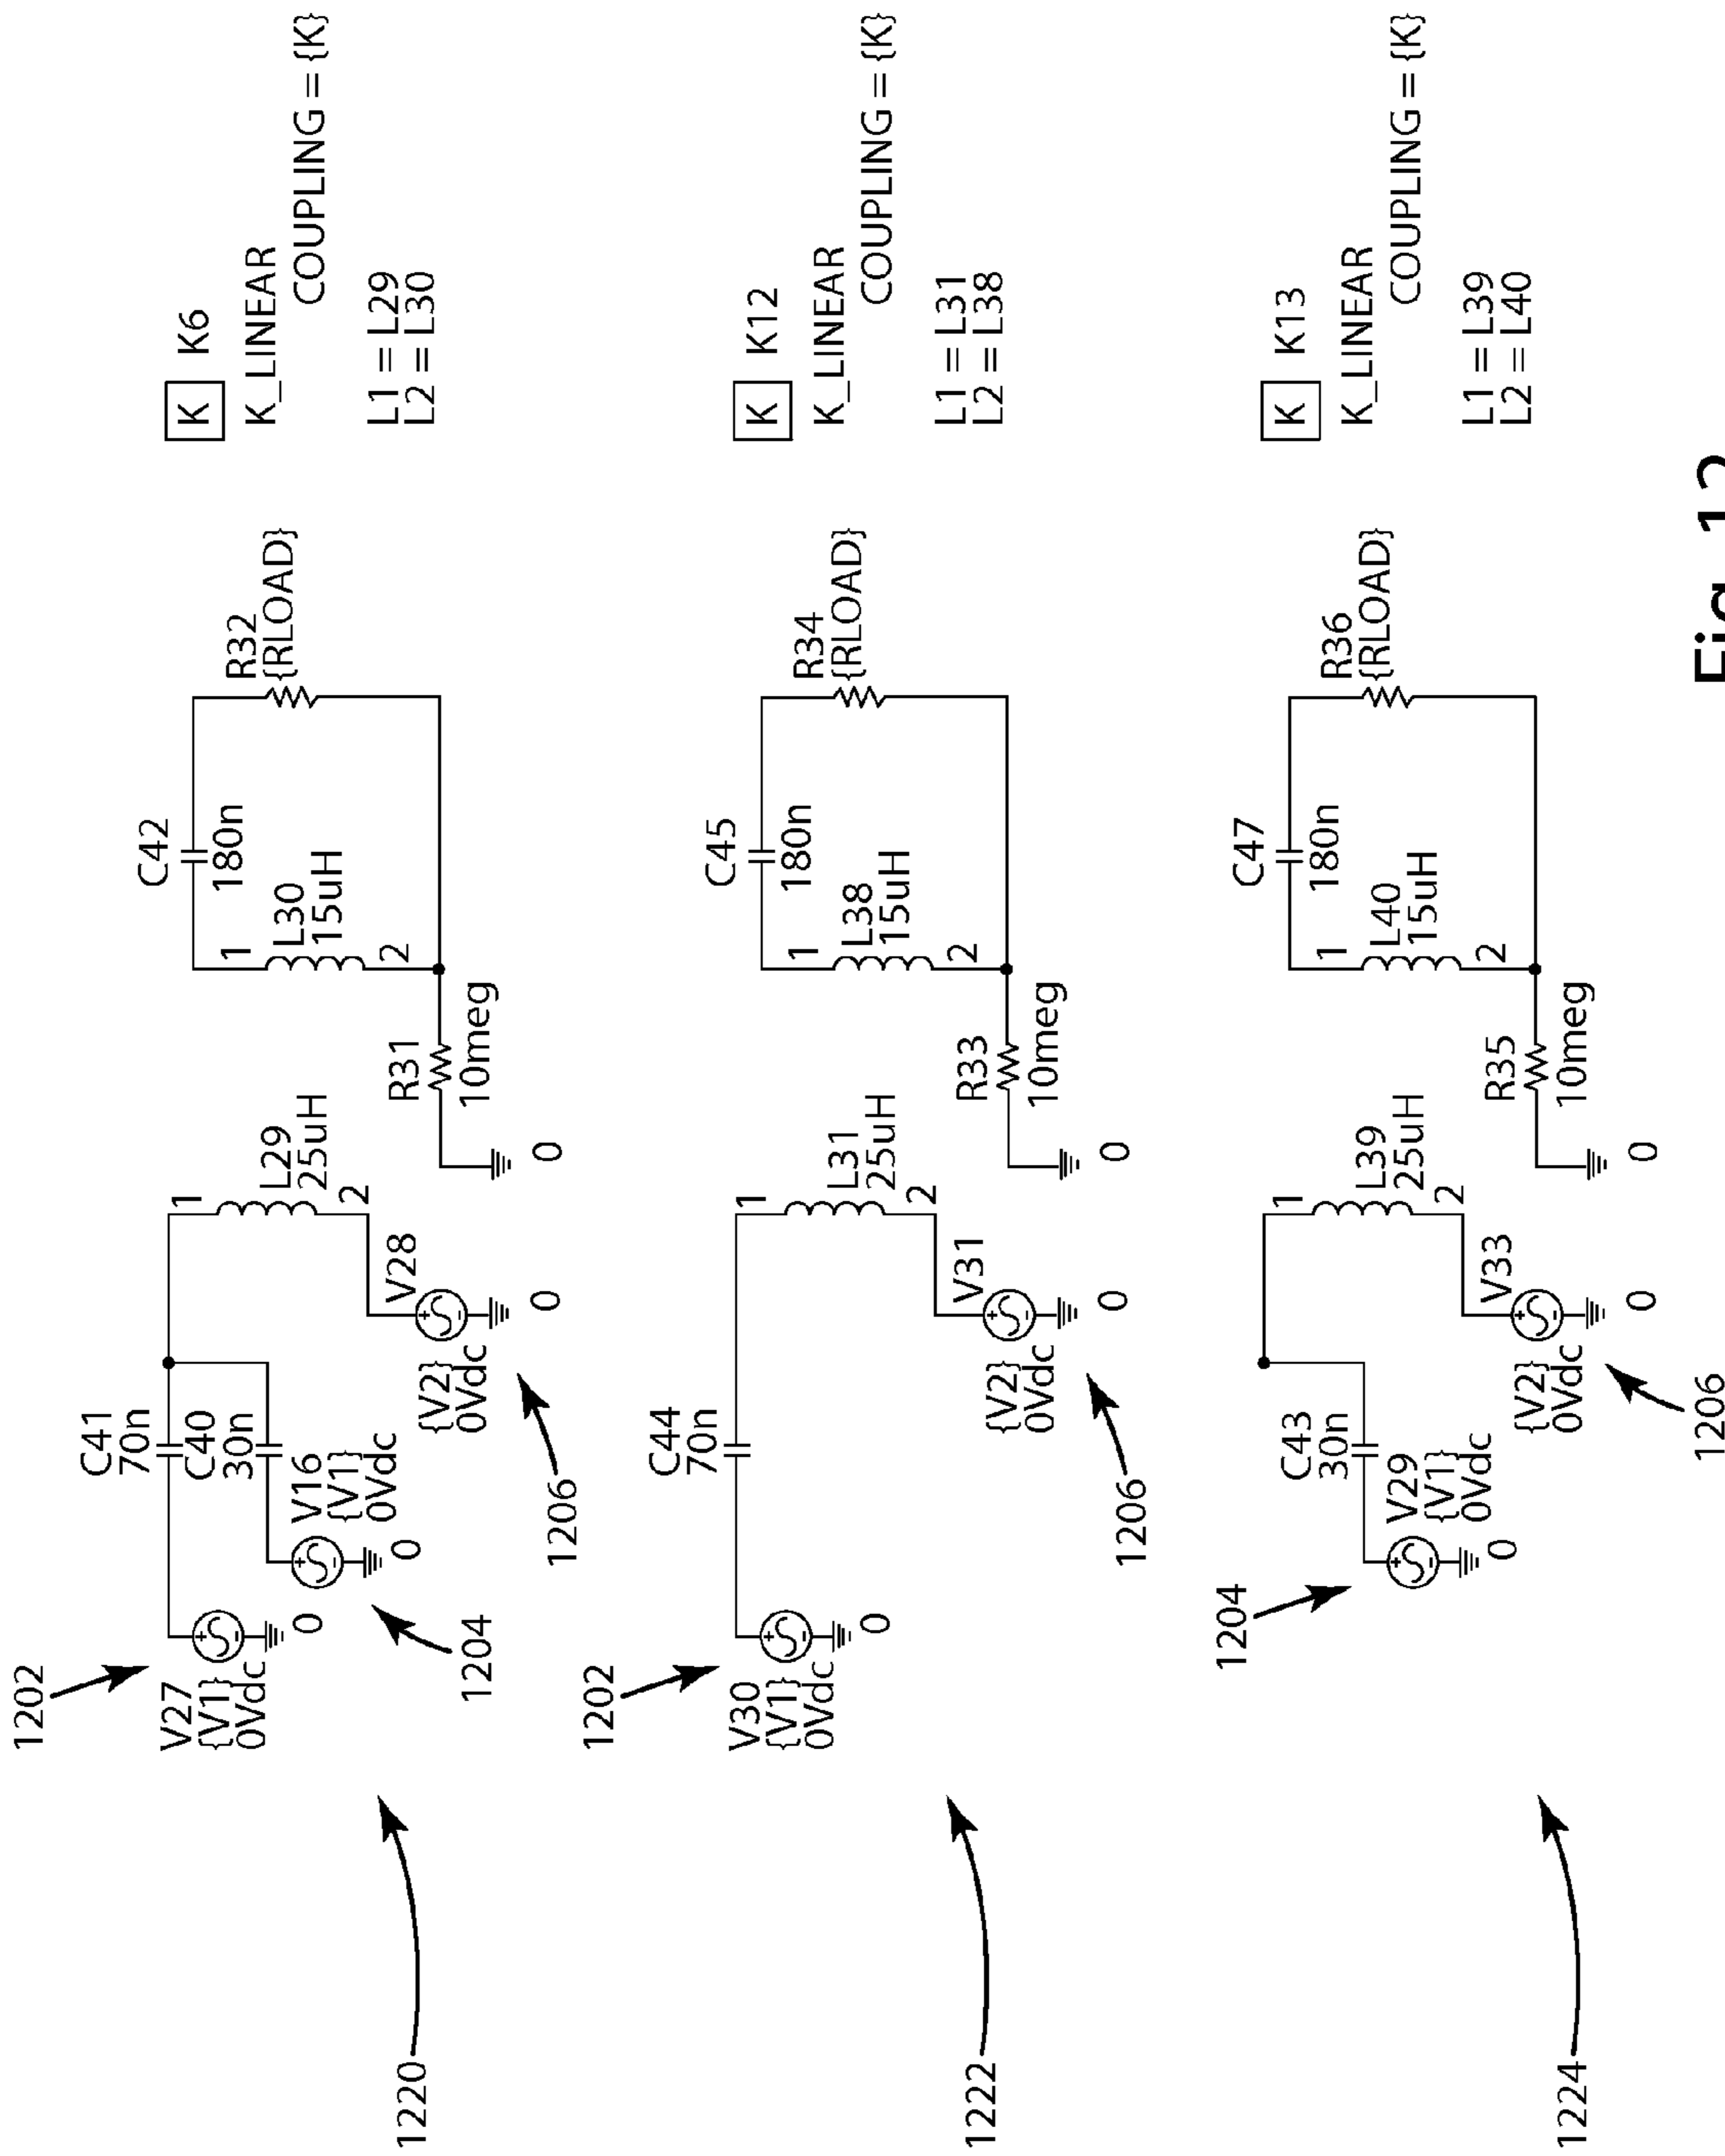 1220
1202
V27
{V1}
0Vdc
0
1204
V16
{V1}
0Vdc
0
C41
70n
C40
30n
1206
{V2}
0Vdc
V28
0
1
L29
25uH
2
0
R31
10meg
1
L30
15uH
2
C42
180n
R32
{RLOAD}
K K6
K_LINEAR
COUPLING = {K}
L1 = L29
L2 = L30
1222
1202
V30
{V1}
0Vdc
0
C44
70n
1206
{V2}
0Vdc
V31
0
1
L31
25uH
2
0
R33
10meg
1
L38
15uH
2
C45
180n
R34
{RLOAD}
K K12
K_LINEAR
COUPLING = {K}
L1 = L31
L2 = L38
1224
1204
V29
{V1}
0Vdc
0
C43
30n
1206
{V2}
0Vdc
V33
0
1
L39
25uH
2
0
R35
10meg
1
L40
15uH
2
C47
180n
R36
{RLOAD}
K K13
K_LINEAR
COUPLING = {K}
L1 = L39
L2 = L40
Fig. 12